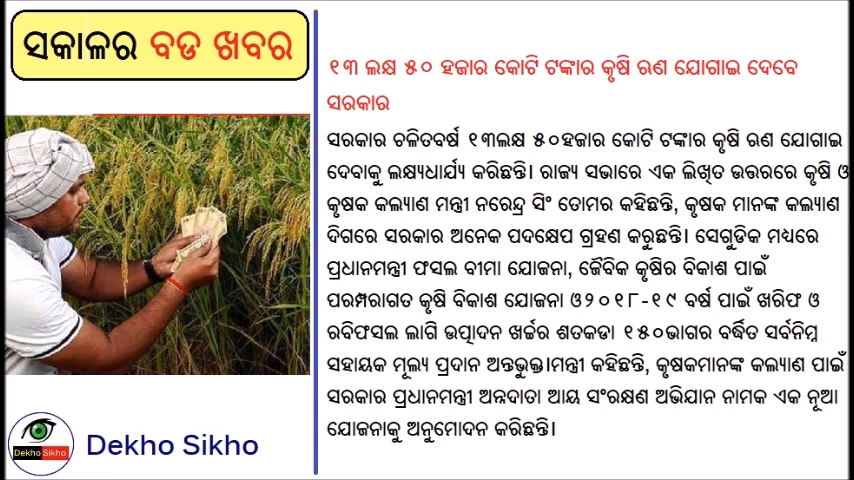 ସକାଳର ବଡ ଖବର
୧୩ ଲକ୍ଷ ୫୦ ହଜାର କୋଟି ଟଙ୍କାର କୃଷି ଋଣ ଯୋଗାଇ ଦେବେ
ସରକାର
ସରକାର ଚଳିତବର୍ଷ ୧୩ଲକ୍ଷ ୫୦ହଜାର କୋଟି ଟଙ୍କାର କୃଷି ଋଣ ଯୋଗାଇ
ଦେବାକୁ ଲକ୍ଷ୍ୟଧାର୍ଯ୍ୟ କରିଛନ୍ତି। ରାଜ୍ୟ ସଭାରେ ଏକ ଲିଖିତ ଉତ୍ତରରେ କୃଷି ଓ
କୃଷକ କଲ୍ୟାଣ ମନ୍ତ୍ରୀ ନରେନ୍ଦ୍ର ସିଂ ତୋମର କହିଛନ୍ତି, କୃଷକ ମାନଙ୍କ କଲ୍ୟାଣ
ଦିଗରେ ସରକାର ଅନେକ ପଦକ୍ଷେପ ଗ୍ରହଣ କରୁଛନ୍ତି। ସେଗୁଡିକ ମଧ୍ୟରେ
ପ୍ରଧାନମନ୍ତ୍ରୀ ଫସଲ ବୀମା ଯୋଜନା, ଜୈବିକ କୃଷିର ବିକାଶ ପାଇଁ
ପରମ୍ପରାଗତ କୃଷି ବିକାଶ ଯୋଜନା ଓ୨୦୧୮-୧୯ ବର୍ଷ ପାଇଁ ଖରିଫ ଓ
ରବିଫସଲ ଲାଗି ଉତ୍ପାଦନ ଖର୍ଚ୍ଚର ଶତକଡା ୧୫୦ଭାଗର ବର୍ଦ୍ଧିତ ସର୍ବନିମ୍ନ
ସହାୟକ ମୂଲ୍ୟ ପ୍ରଦାନ ଅନ୍ତର୍ଭୁକ୍ତ।ମନ୍ତ୍ରୀ କହିଛନ୍ତି, କୃଷକମାନଙ୍କ କଲ୍ୟାଣ ପାଇଁ
ସରକାର ପ୍ରଧାନମନ୍ତ୍ରୀ ଅନ୍ନଦାତା ଆୟ ସଂରକ୍ଷଣ ଅଭିଯାନ ନାମକ ଏକ ନୂଆ
ଯୋଜନାକୁ ଅନୁମୋଦନ କରିଛନ୍ତି।
Dekho Sikho
Dekho Sikho